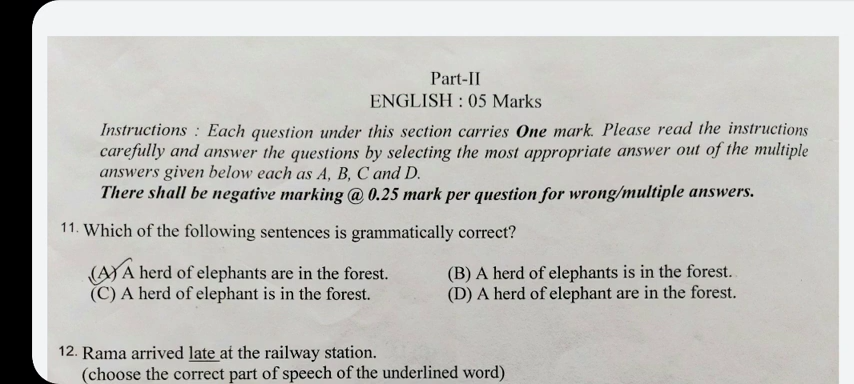 Part-II
ENGLISH : 05 Marks
Instructions : Each question under this section carries One mark. Please read the instructions
carefully and answer the questions by selecting the most appropriate answer out of the multiple
answers given below each as A, B, C and D.
There shall be negative marking @ 0.25 mark per question for wrong/multiple answers.
11. Which of the following sentences is grammatically correct?
(A) A herd of elephants are in the forest. (B) A herd of elephants is in the forest.
(C) A herd of elephant is in the forest. (D) A herd of elephant are in the forest.
12. Rama arrived late at the railway station.
(choose the correct part of speech of the underlined word)